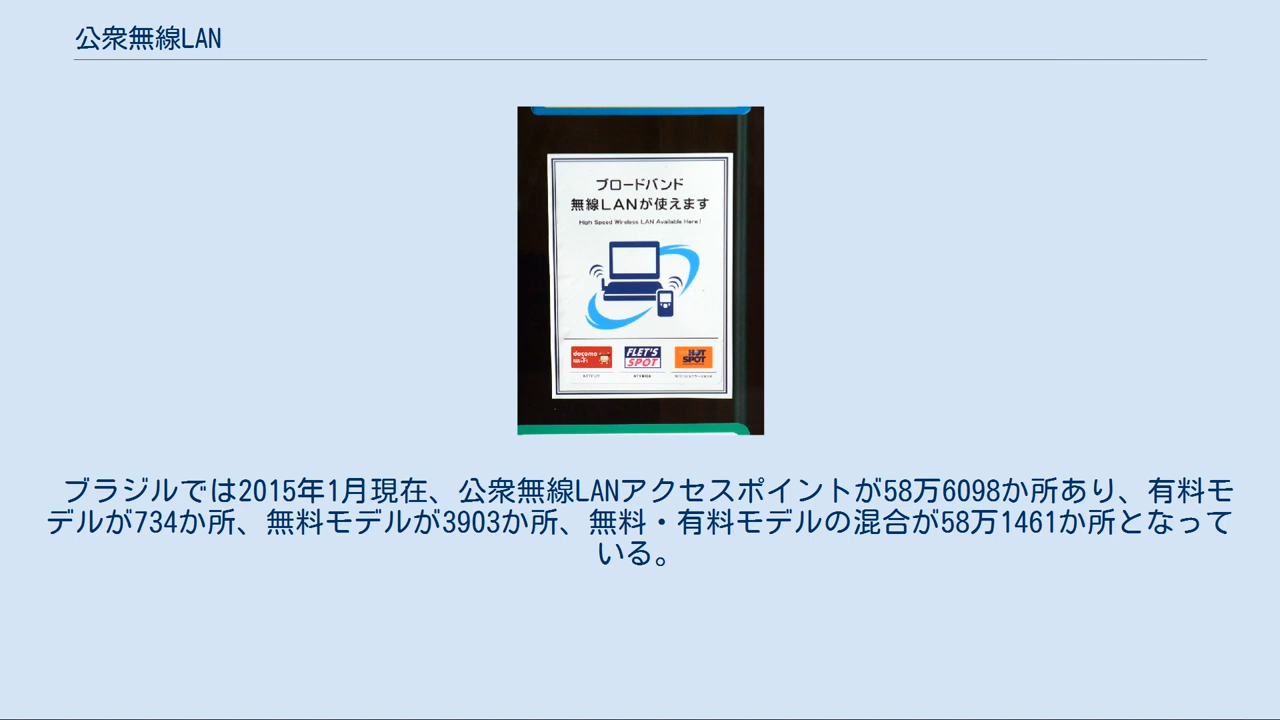 公衆無線LAN
ブロードバンド
無線LANが使えます
High Speed Wireless LAN Available Here!
docomo
Wi-Fi
FLET'S
SPOT
HOT
SPOT
ブラジルでは2015年1月現在、公衆無線LANアクセスポイントが58万6098か所あり、有料モ
デルが734か所、無料モデルが3903か所、無料・有料モデルの混合が58万1461か所となって
いる。